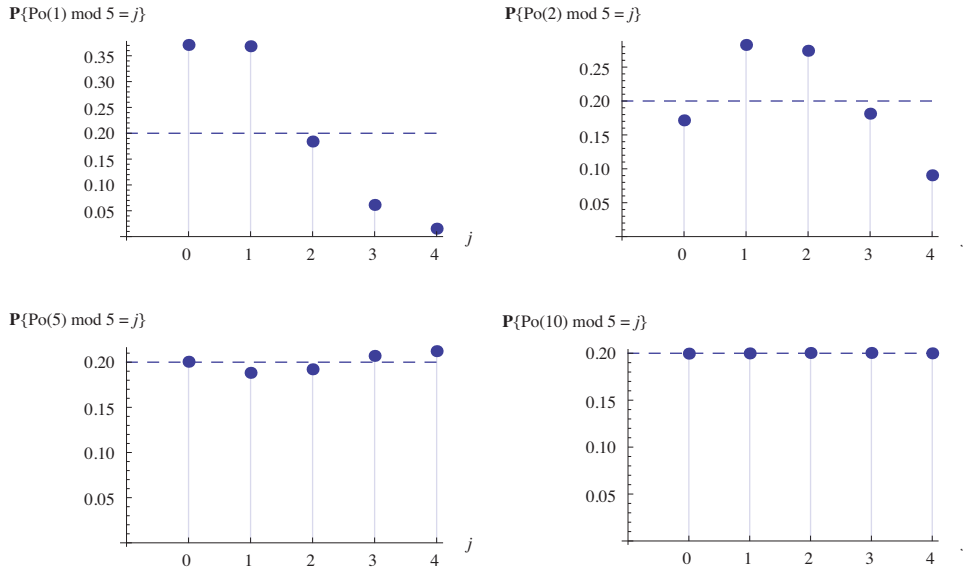 P{Po(1) mod 5 = j}
0.35
0.30
0.25
0.20
0.15
0.10
0.05
0 1 2 3 4 j
P{Po(2) mod 5 = j}
0.25
0.20
0.15
0.10
0.05
0 1 2 3 4 j
P{Po(5) mod 5 = j}
0.20
0.15
0.10
0.05
0 1 2 3 4 j
P{Po(10) mod 5 = j}
0.20
0.15
0.10
0.05
0 1 2 3 4 j